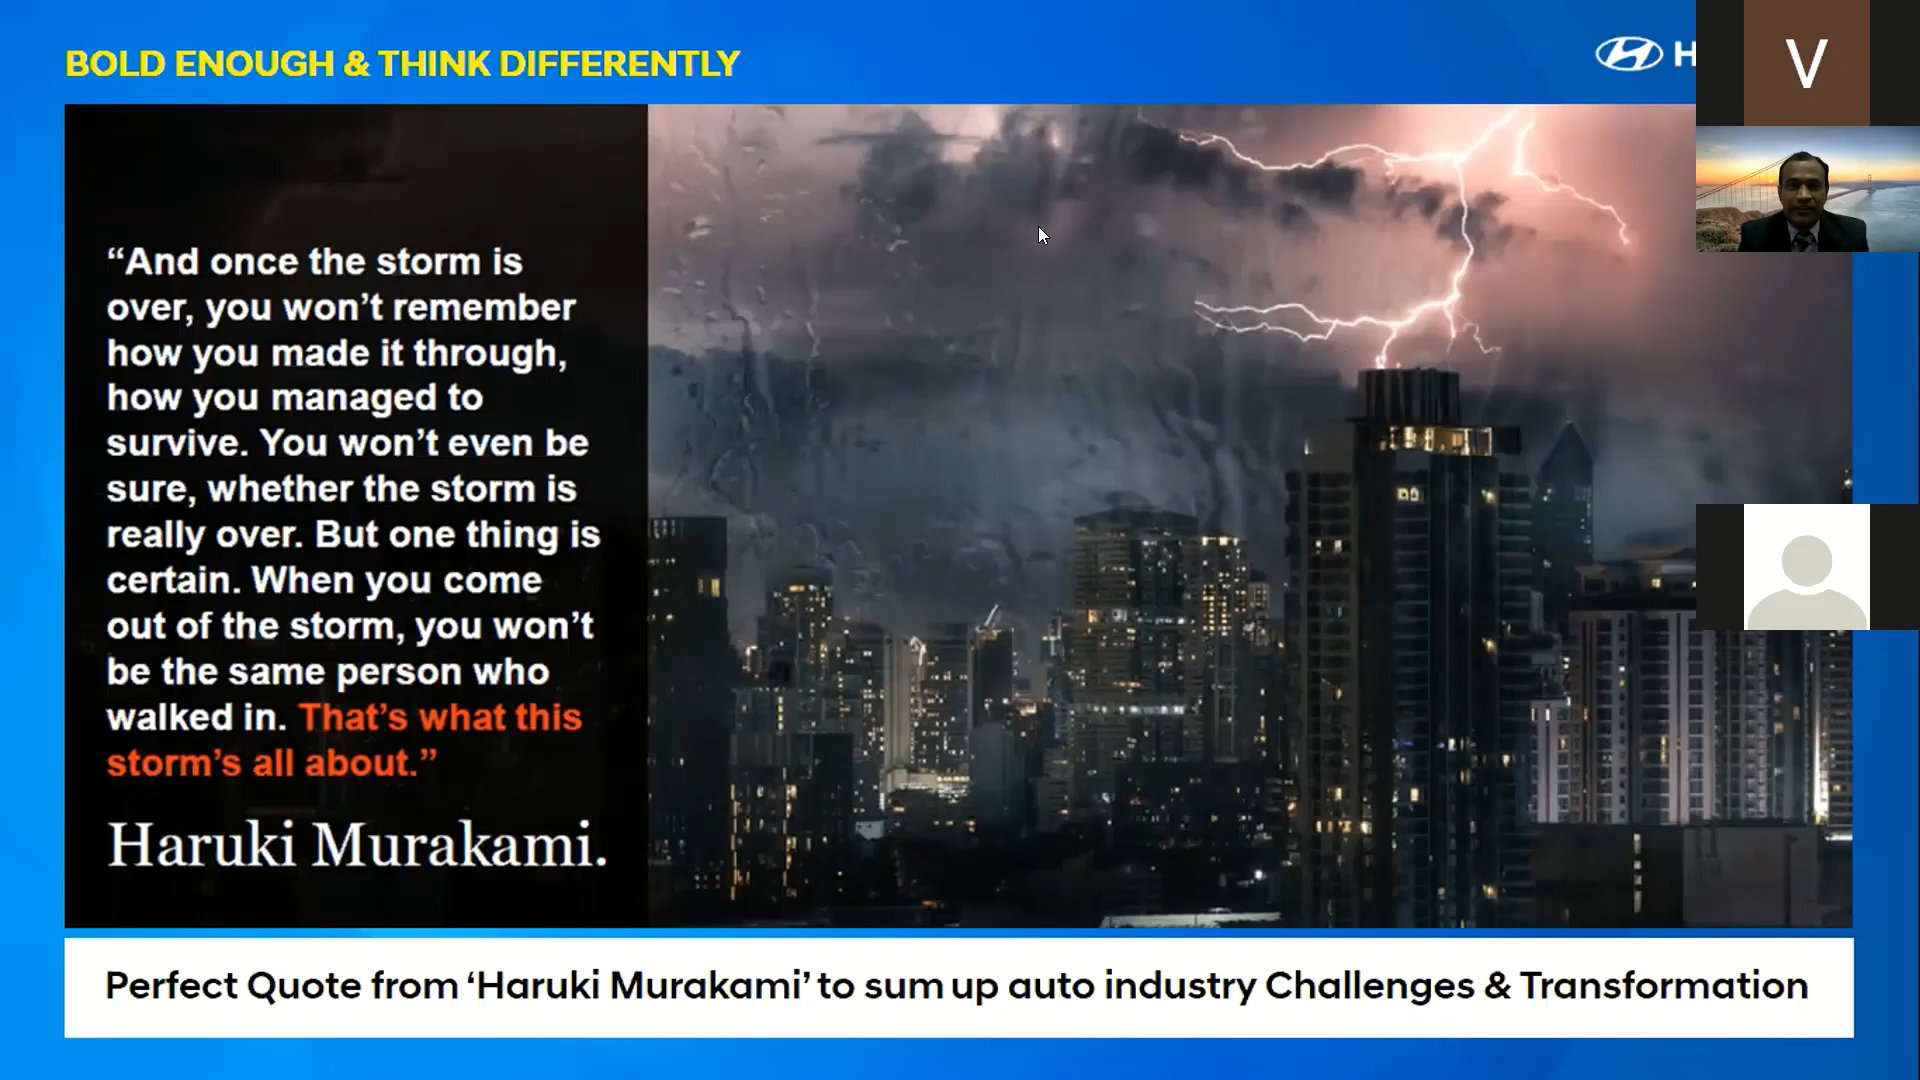 BOLD ENOUGH & THINK DIFFERENTLY
H
V
“And once the storm is
over, you won’t remember
how you made it through,
how you managed to
survive. You won’t even be
sure, whether the storm is
really over. But one thing is
certain. When you come
out of the storm, you won’t
be the same person who
walked in. That’s what this
storm’s all about.”
Haruki Murakami.
Perfect Quote from ‘Haruki Murakami’ to sum up auto industry Challenges & Transformation